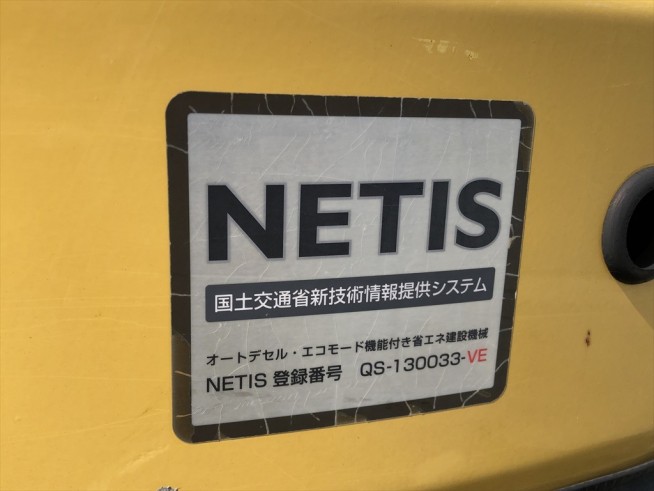 NETIS
国土交通省新技術情報提供システム
オートデセル・エコモード機能付き省エネ建設機械
NETIS 登録番号 QS-130033-VE